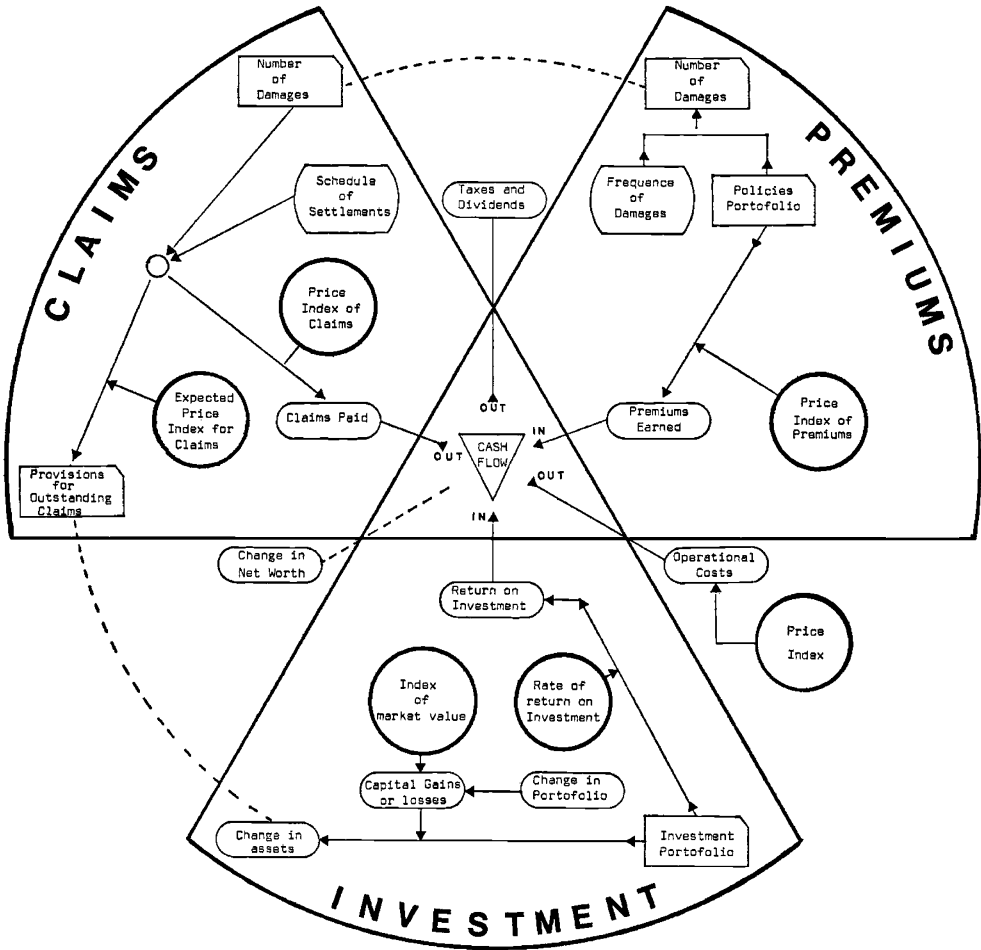 CLAIMS
Number
of
Damages
Schedule
of
Settlements
Price
Index of
Claims
Expected
Price
Index for
Claims
Claims Paid
Provisions
for
Outstanding
Claims
Taxes and
Dividends
PREMIUMS
Number
of
Damages
Frequence
of
Damages
Policies
Portofolio
Premiums
Earned
Price
Index of
Premiums
OUT
IN
OUT
CASH
FLOW
OUT
IN
Change in
Net Worth
Operational
Costs
Price
Index
Return on
Investment
Index
of
market value
Rate of
return on
Investment
Capital Gains
or losses
Change in
Portofolio
Change in
assets
Investment
Portofolio
INVESTMENT